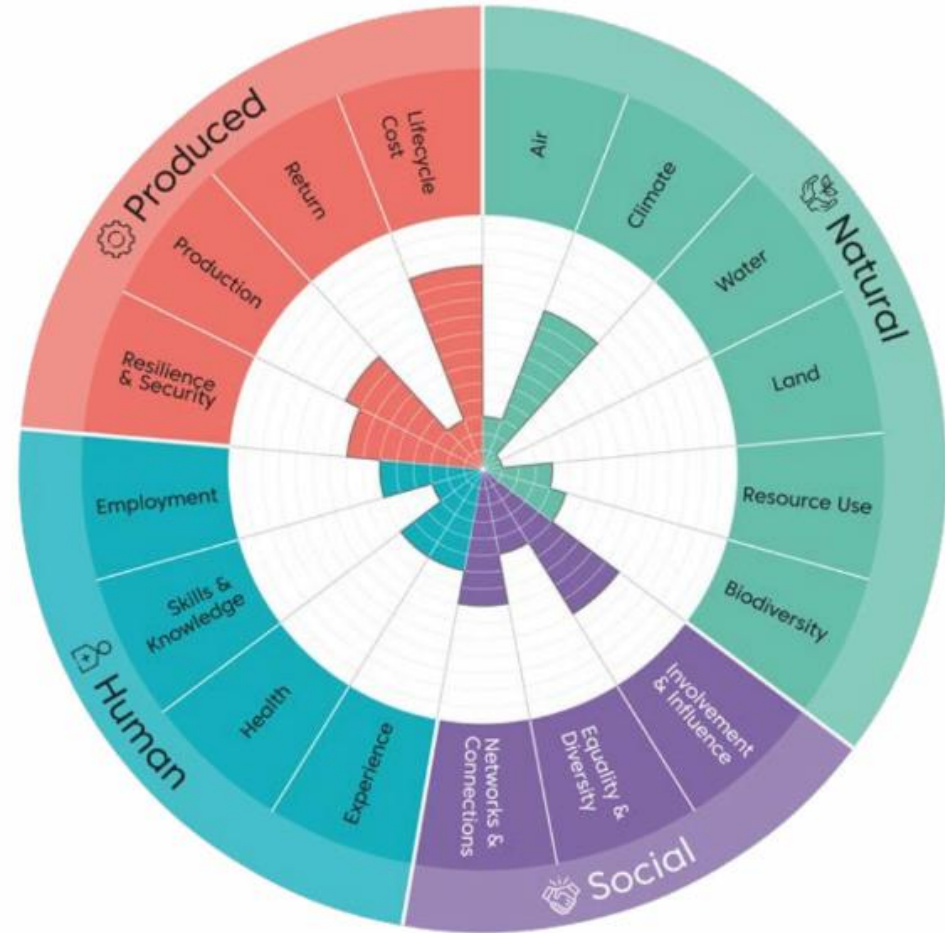 Produced
Lifecycle
Cost
Return
Production
Resilience
& Security
Natural
Air
Climate
Water
Land
Resource Use
Biodiversity
Social
Involvement
& Influence
Equality &
Diversity
Networks &
Connections
Human
Experience
Health
Skills &
Knowledge
Employment